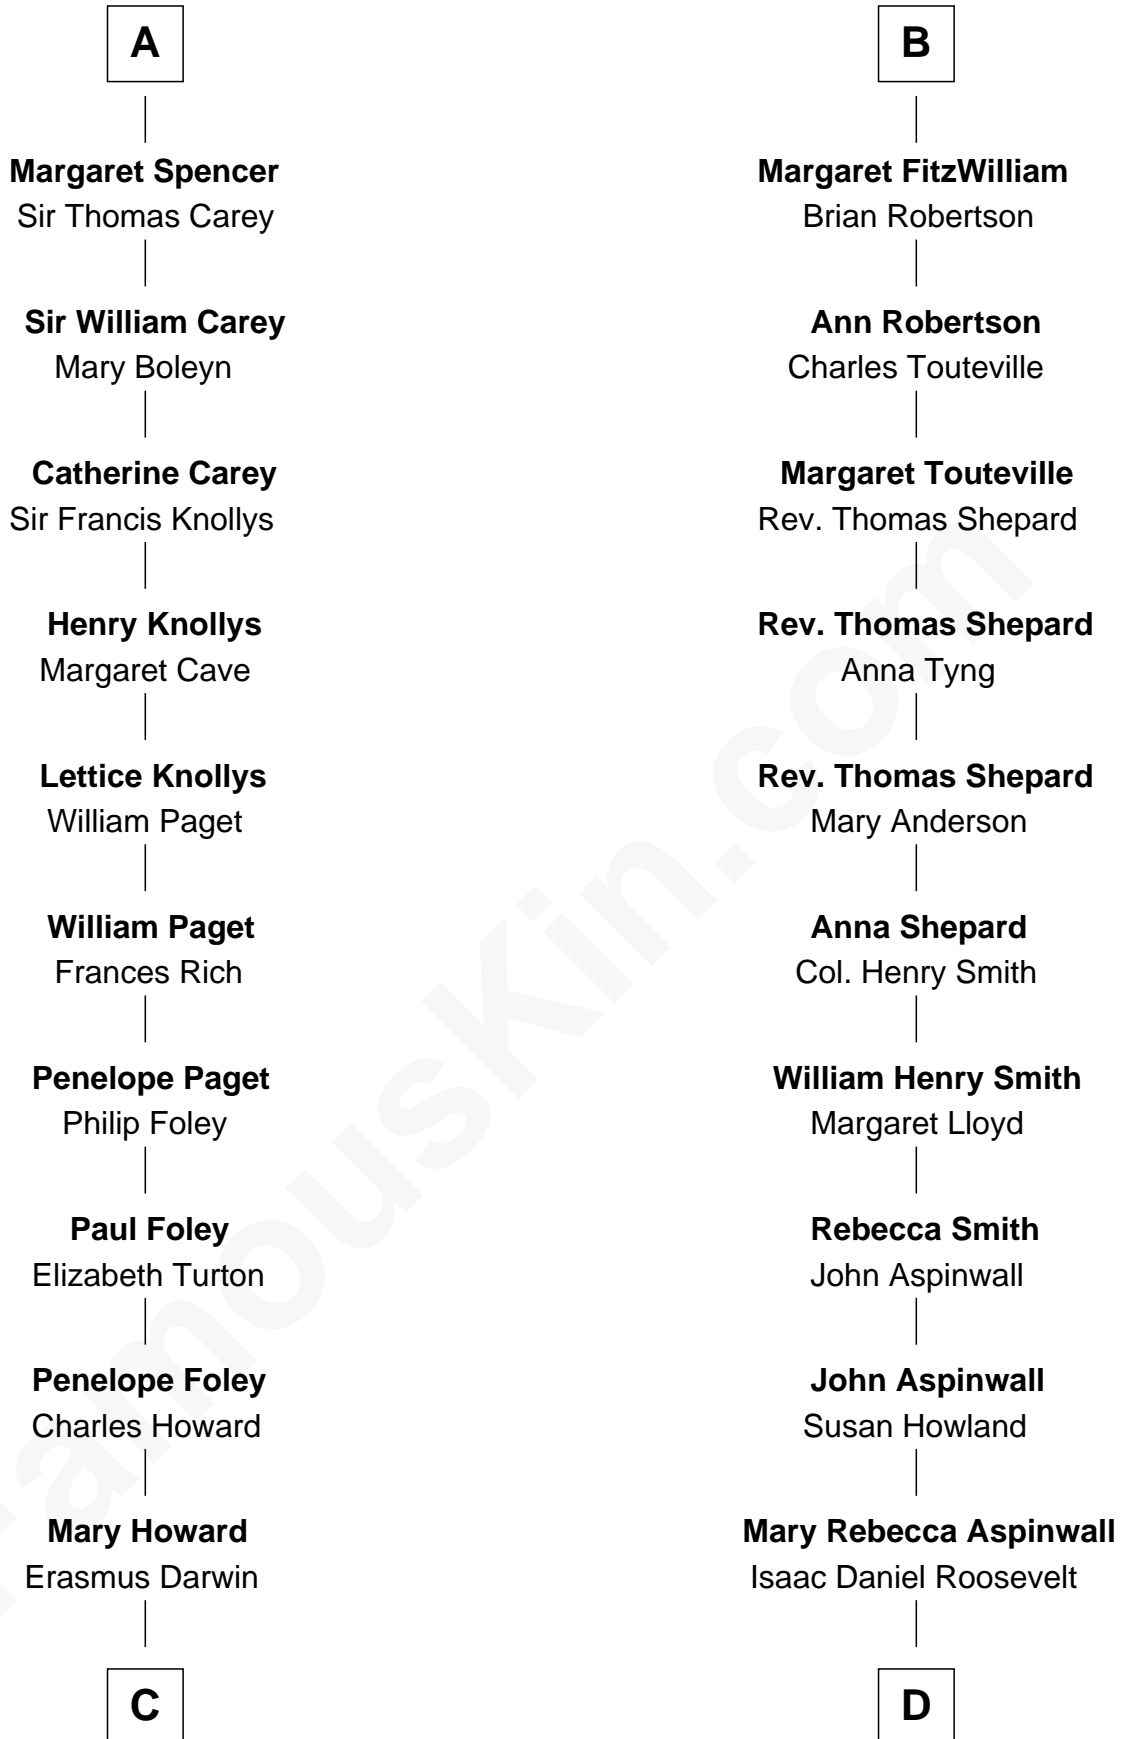 A
Margaret Spencer
Sir Thomas Carey
Sir William Carey
Mary Boleyn
Catherine Carey
Sir Francis Knollys
Henry Knollys
Margaret Cave
Lettice Knollys
William Paget
William Paget
Frances Rich
Penelope Paget
Philip Foley
Paul Foley
Elizabeth Turton
Penelope Foley
Charles Howard
Mary Howard
Erasmus Darwin
C
B
Margaret FitzWilliam
Brian Robertson
Ann Robertson
Charles Touteville
Margaret Touteville
Rev. Thomas Shepard
Rev. Thomas Shepard
Anna Tyng
Rev. Thomas Shepard
Mary Anderson
Anna Shepard
Col. Henry Smith
William Henry Smith
Margaret Lloyd
Rebecca Smith
John Aspinwall
John Aspinwall
Susan Howland
Mary Rebecca Aspinwall
Isaac Daniel Roosevelt
D
FamousKin.com